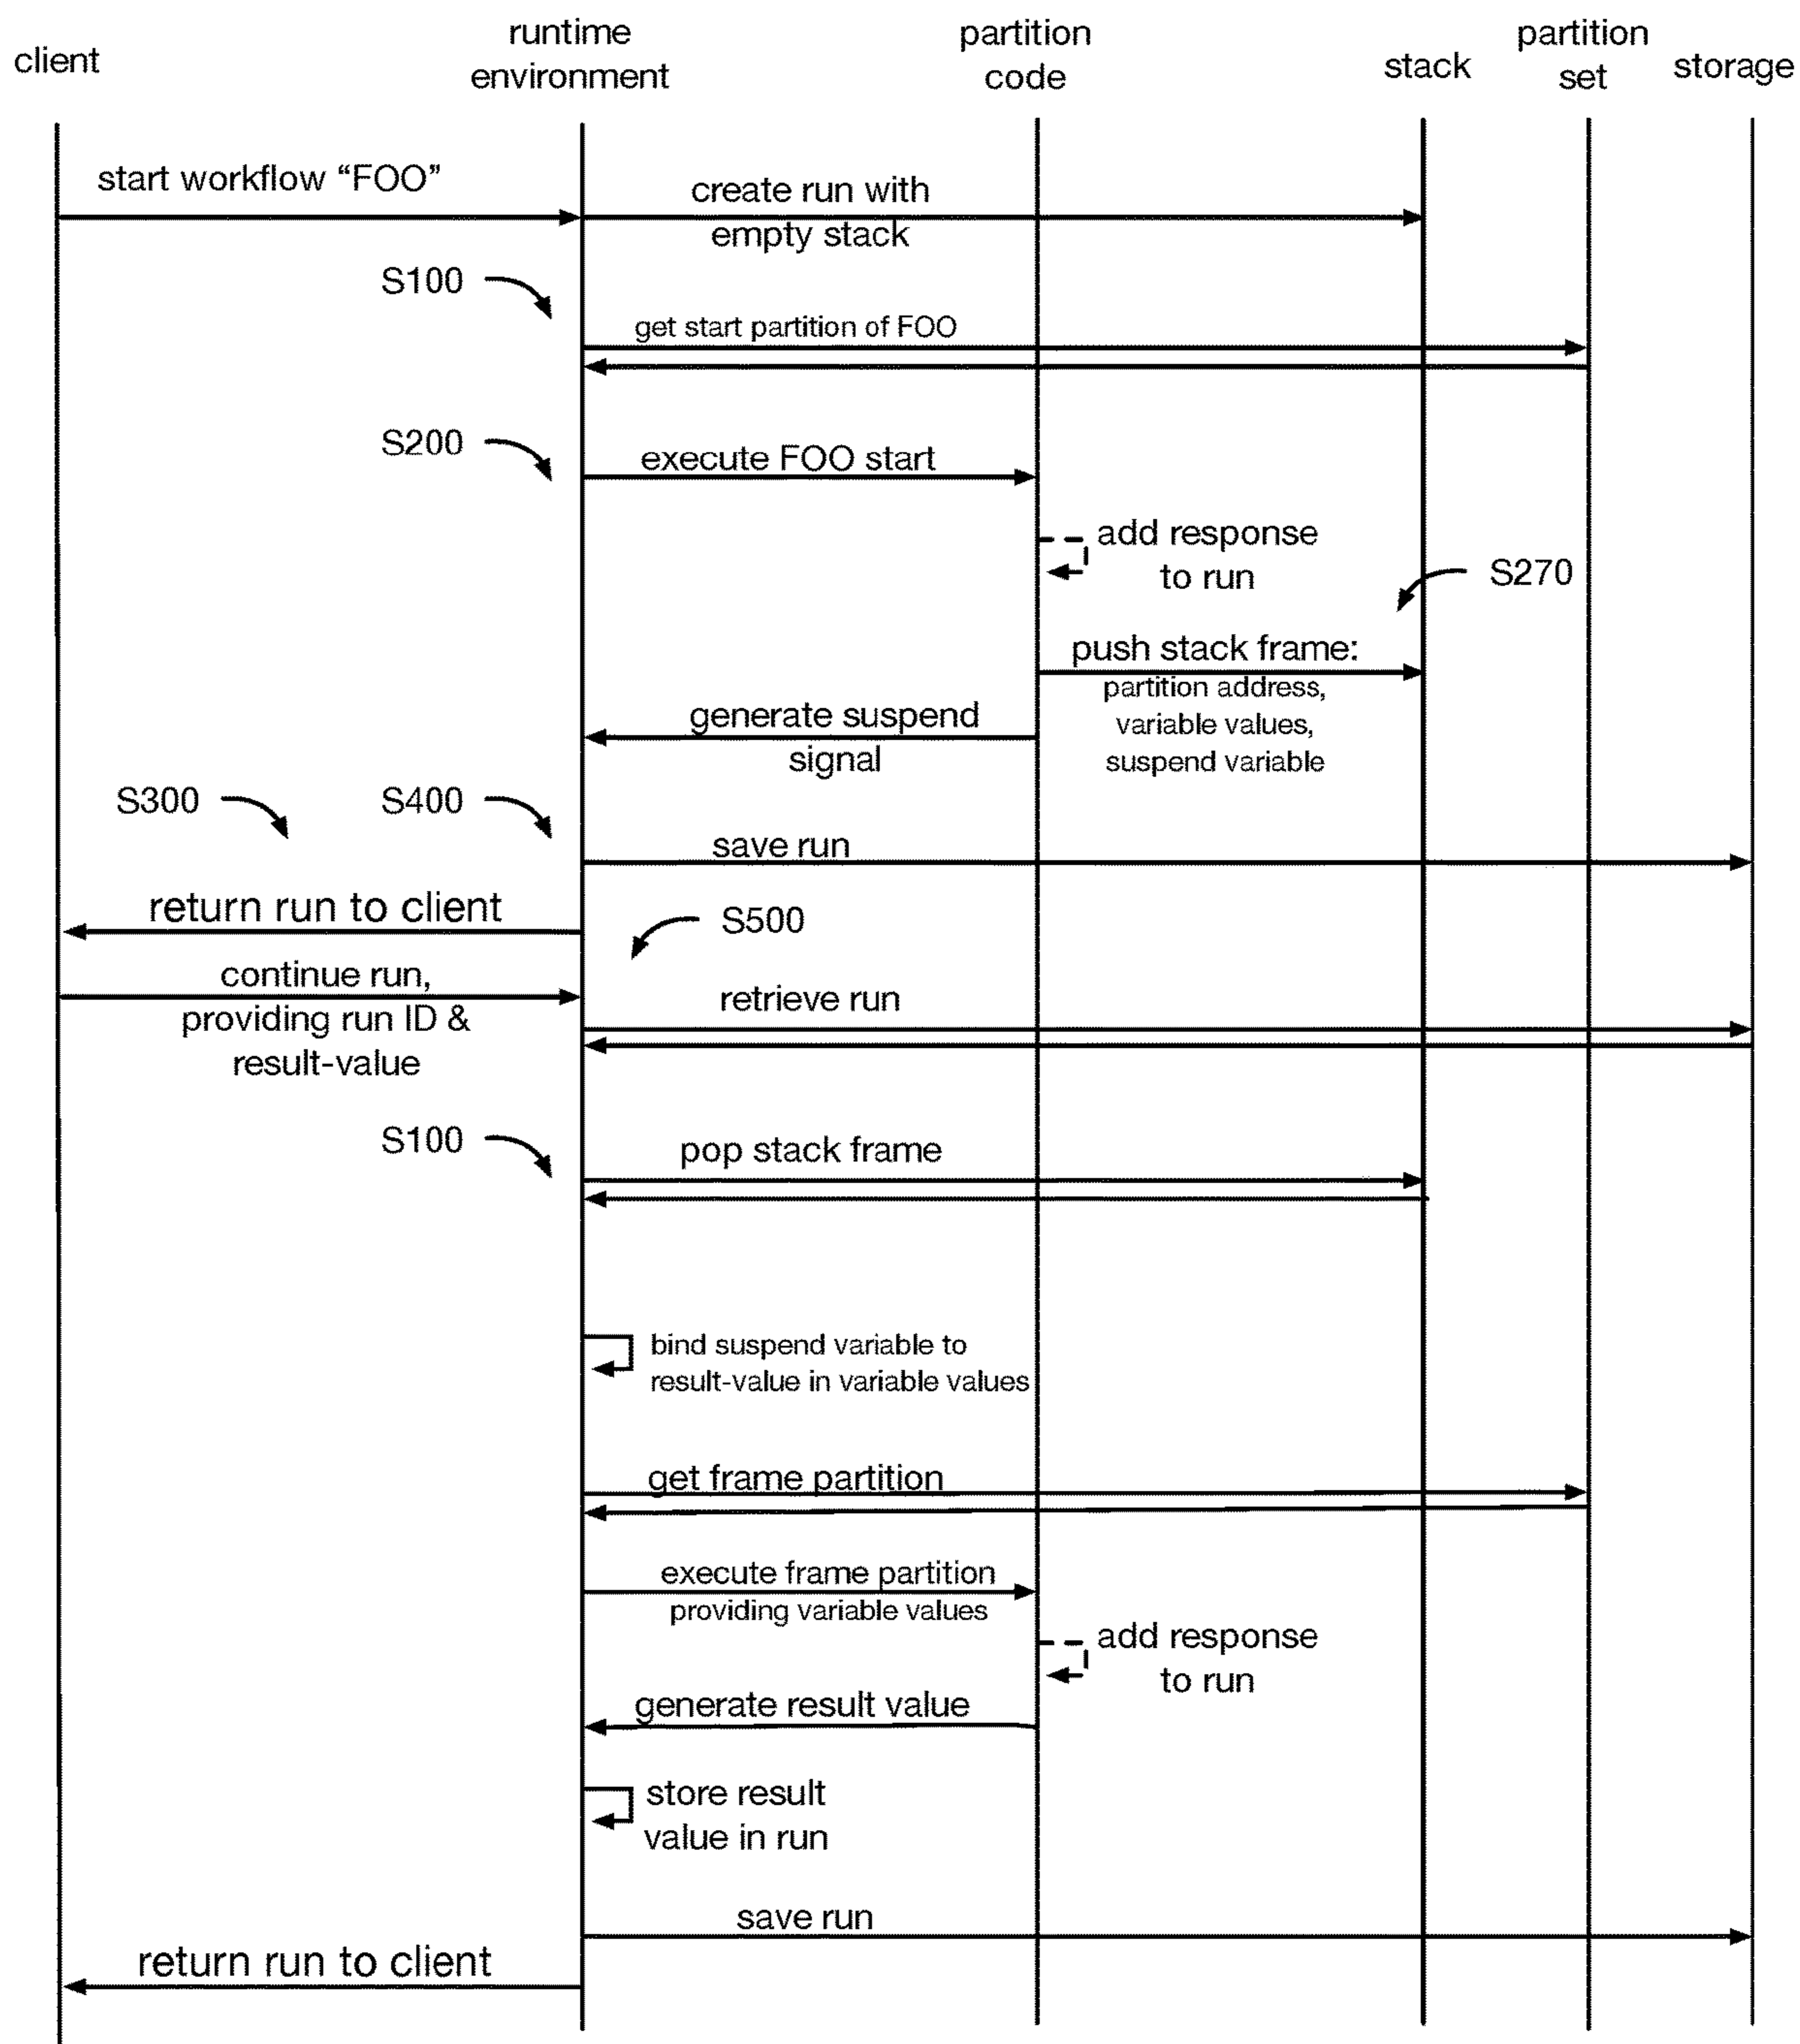 client
runtime
environment
partition
code
stack
partition
set
storage
start workflow “FOO”
create run with
empty stack
S100
get start partition of FOO
S200
execute FOO start
add response
to run
S270
push stack frame:
partition address,
variable values,
suspend variable
generate suspend
signal
S300
S400
save run
return run to client
S500
continue run,
providing run ID &
result-value
retrieve run
S100
pop stack frame
bind suspend variable to
result-value in variable values
get frame partition
execute frame partition
providing variable values
add response
to run
generate result value
store result
value in run
save run
return run to client